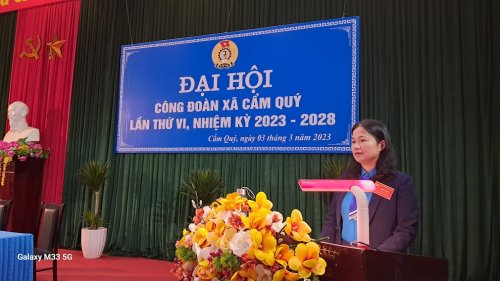 ĐẠI HỘI
CÔNG ĐOÀN XÃ CẨM QUÝ
LẦN THỨ VI, NHIỆM KỲ 2023 - 2028
Cẩm Quý, ngày 03 tháng 3 năm 2023
Galaxy M33 5G